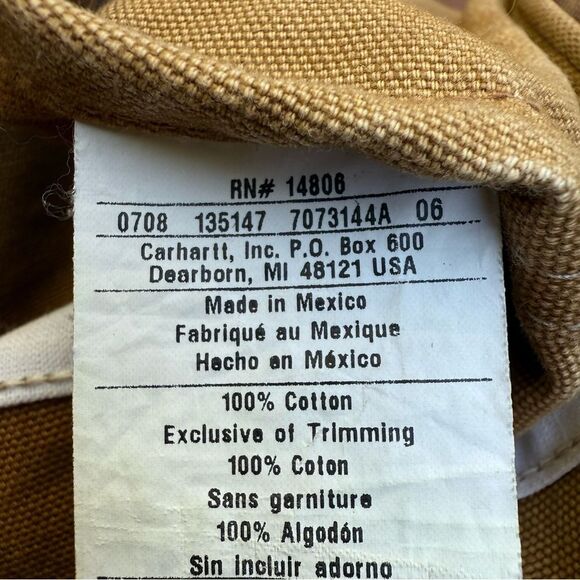 RN# 14806
0708 135147 7073144A 06
Carhartt, Inc. P.O. Box 600
Dearborn, MI 48121 USA
Made in Mexico
Fabriqué au Mexique
Hecho en México
100% Cotton
Exclusive of Trimming
100% Coton
Sans garniture
100% Algodón
Sin incluir adorno